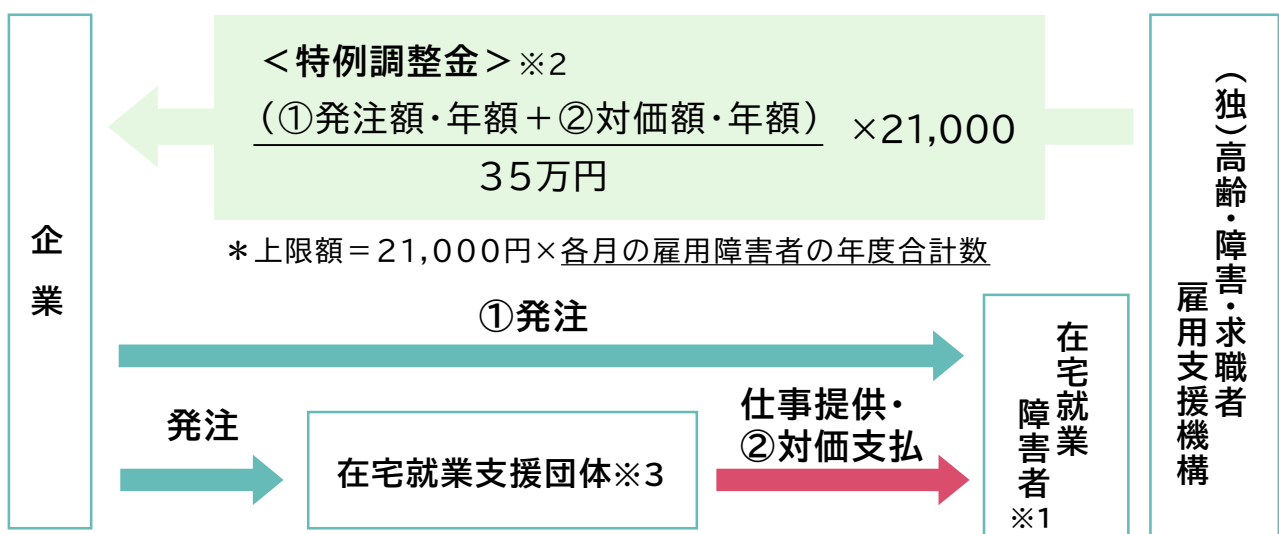 ＜特例調整金＞※2
（①発注額・年額＋②対価額・年額）
35万円
×21,000
＊上限額＝21,000円×各月の雇用障害者の年度合計数
企業
①発注
発注
在宅就業支援団体※3
仕事提供・
②対価支払
在宅就業
障害者
※1
（独）高齢・障害・求職者
雇用支援機構